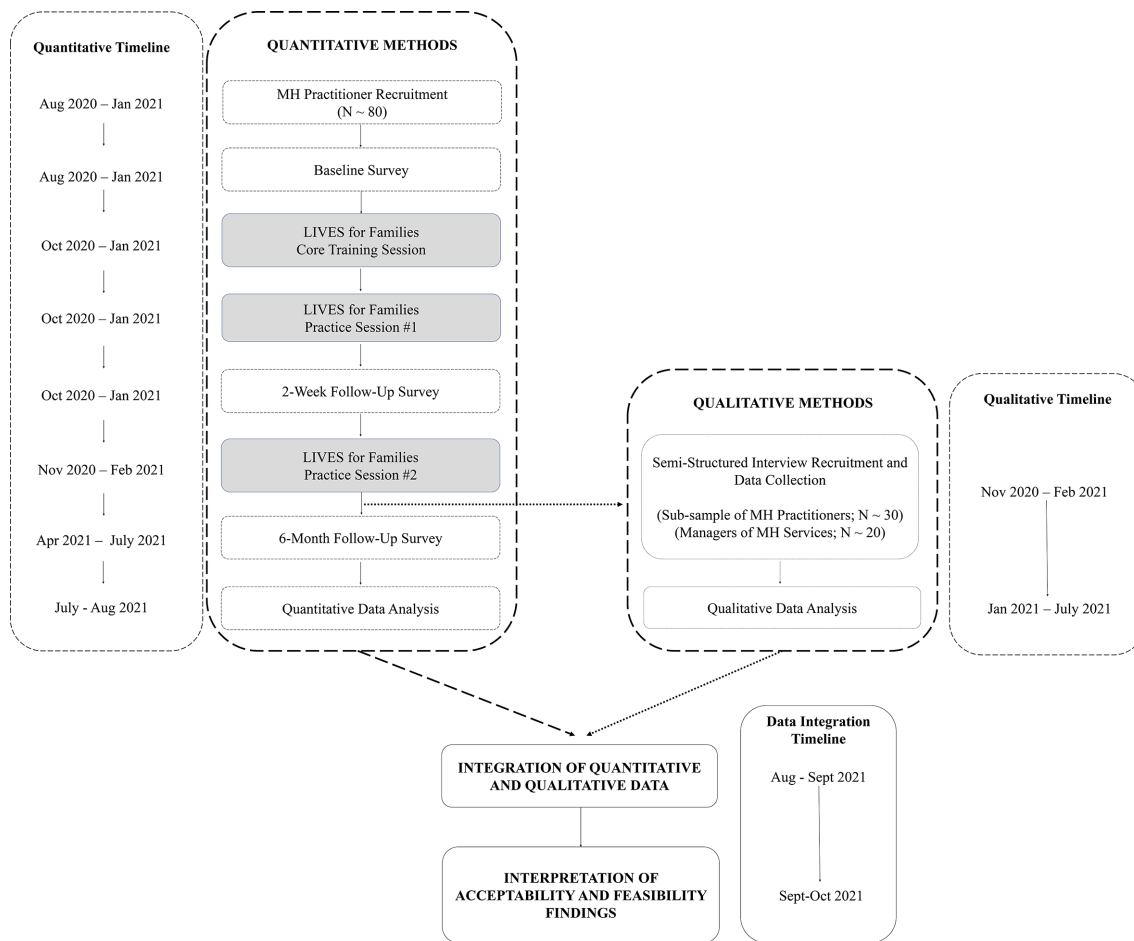 Quantitative Timeline
Aug 2020 – Jan 2021
Aug 2020 – Jan 2021
Oct 2020 – Jan 2021
Oct 2020 – Jan 2021
Oct 2020 – Jan 2021
Nov 2020 – Feb 2021
Apr 2021 – July 2021
July - Aug 2021
QUANTITATIVE METHODS
MH Practitioner Recruitment
(N ~ 80)
Baseline Survey
LIVES for Families
Core Training Session
LIVES for Families
Practice Session #1
2-Week Follow-Up Survey
LIVES for Families
Practice Session #2
6-Month Follow-Up Survey
Quantitative Data Analysis
QUALITATIVE METHODS
Semi-Structured Interview Recruitment and
Data Collection
(Sub-sample of MH Practitioners; N ~ 30)
(Managers of MH Services; N ~ 20)
Qualitative Data Analysis
Qualitative Timeline
Nov 2020 – Feb 2021
Jan 2021 – July 2021
INTEGRATION OF QUANTITATIVE
AND QUALITATIVE DATA
INTERPRETATION OF
ACCEPTABILITY AND FEASIBILITY
FINDINGS
Data Integration
Timeline
Aug - Sept 2021
Sept-Oct 2021